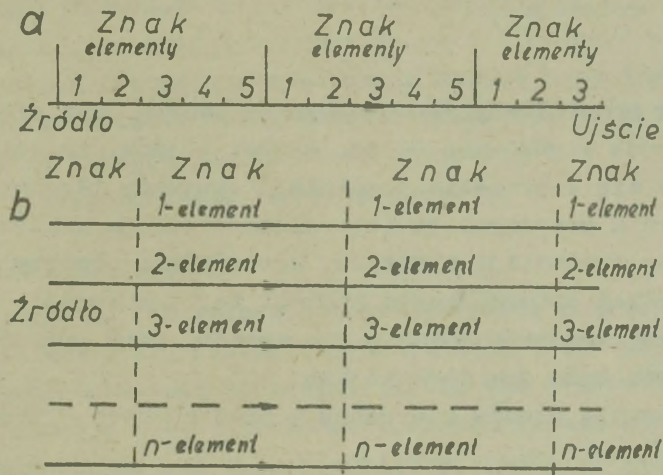 a Znak Znak Znak
elementy elementy elementy
1 2 3 4 5 1 2 3 4 5 1 2 3
Źródło Ujście
Znak Znak Znak Znak
b 1-element 1-element 1-element
2-element 2-element 2-element
Źródło 3-element 3-element 3-element
n-element n-element n-element